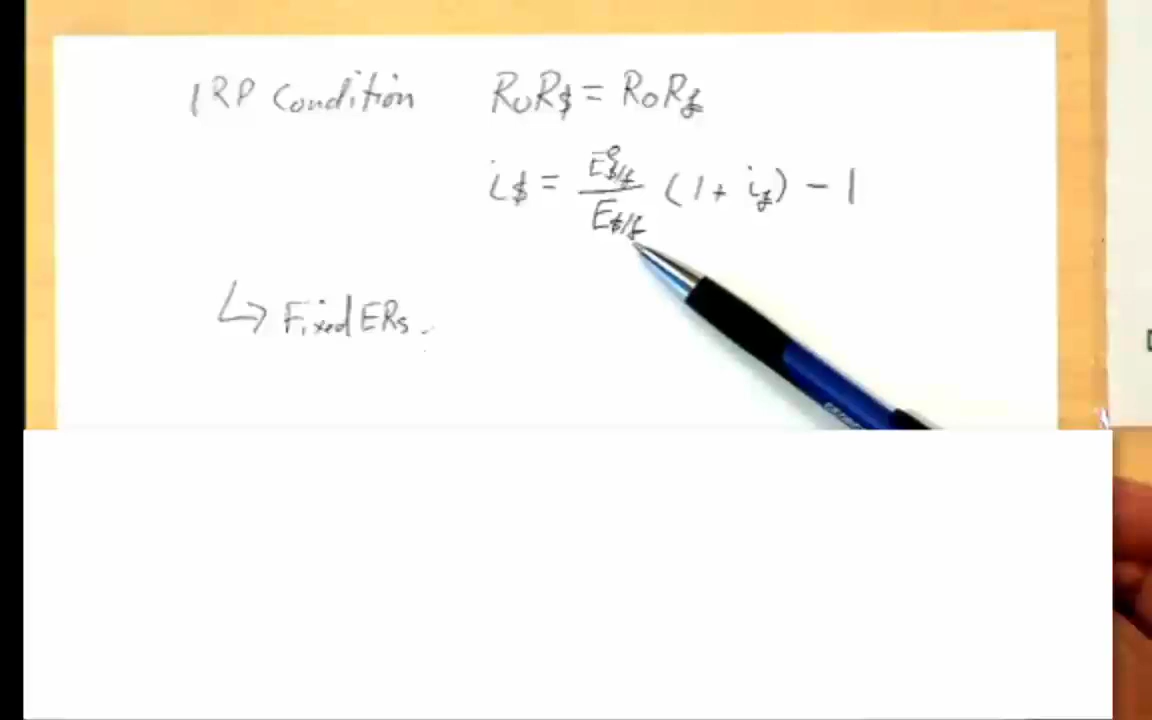 IRP Condition RoR$ = RoR£
i$ = E^e$/£ / E$/£ (1 + i£) - 1
↳ Fixed ERs.